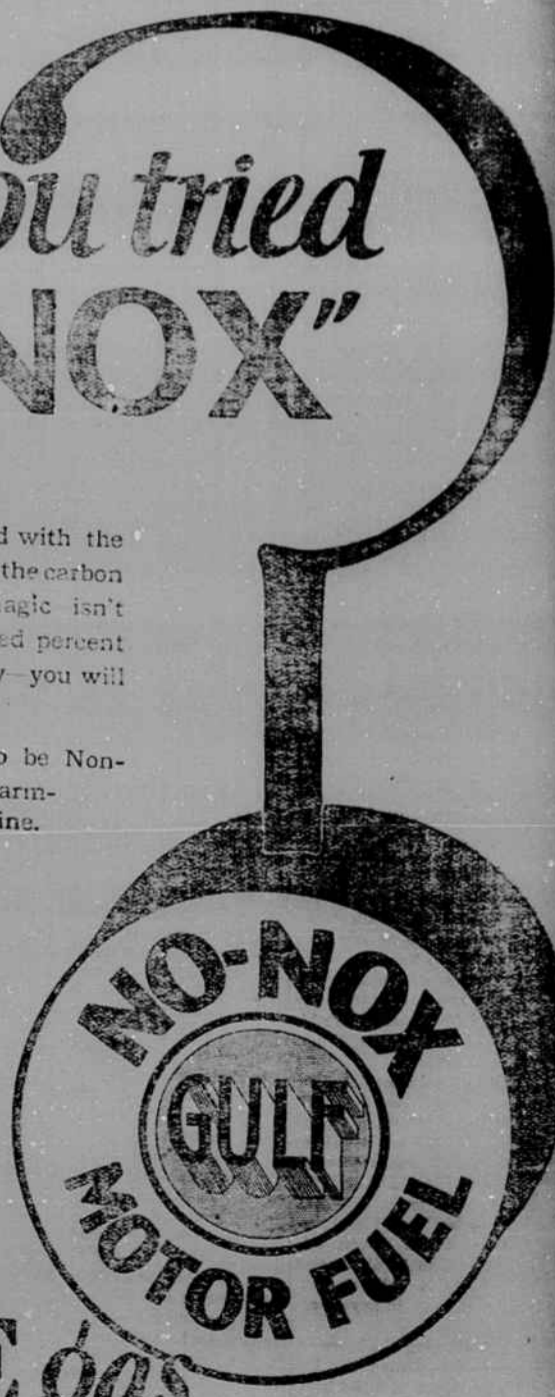 ou tried
NOX"
d with the
the carbon
agic isn't
ed percent
y—you will
o be Non-
arm-
ine.
NO-NOX
GULF
MOTOR FUEL
E gas